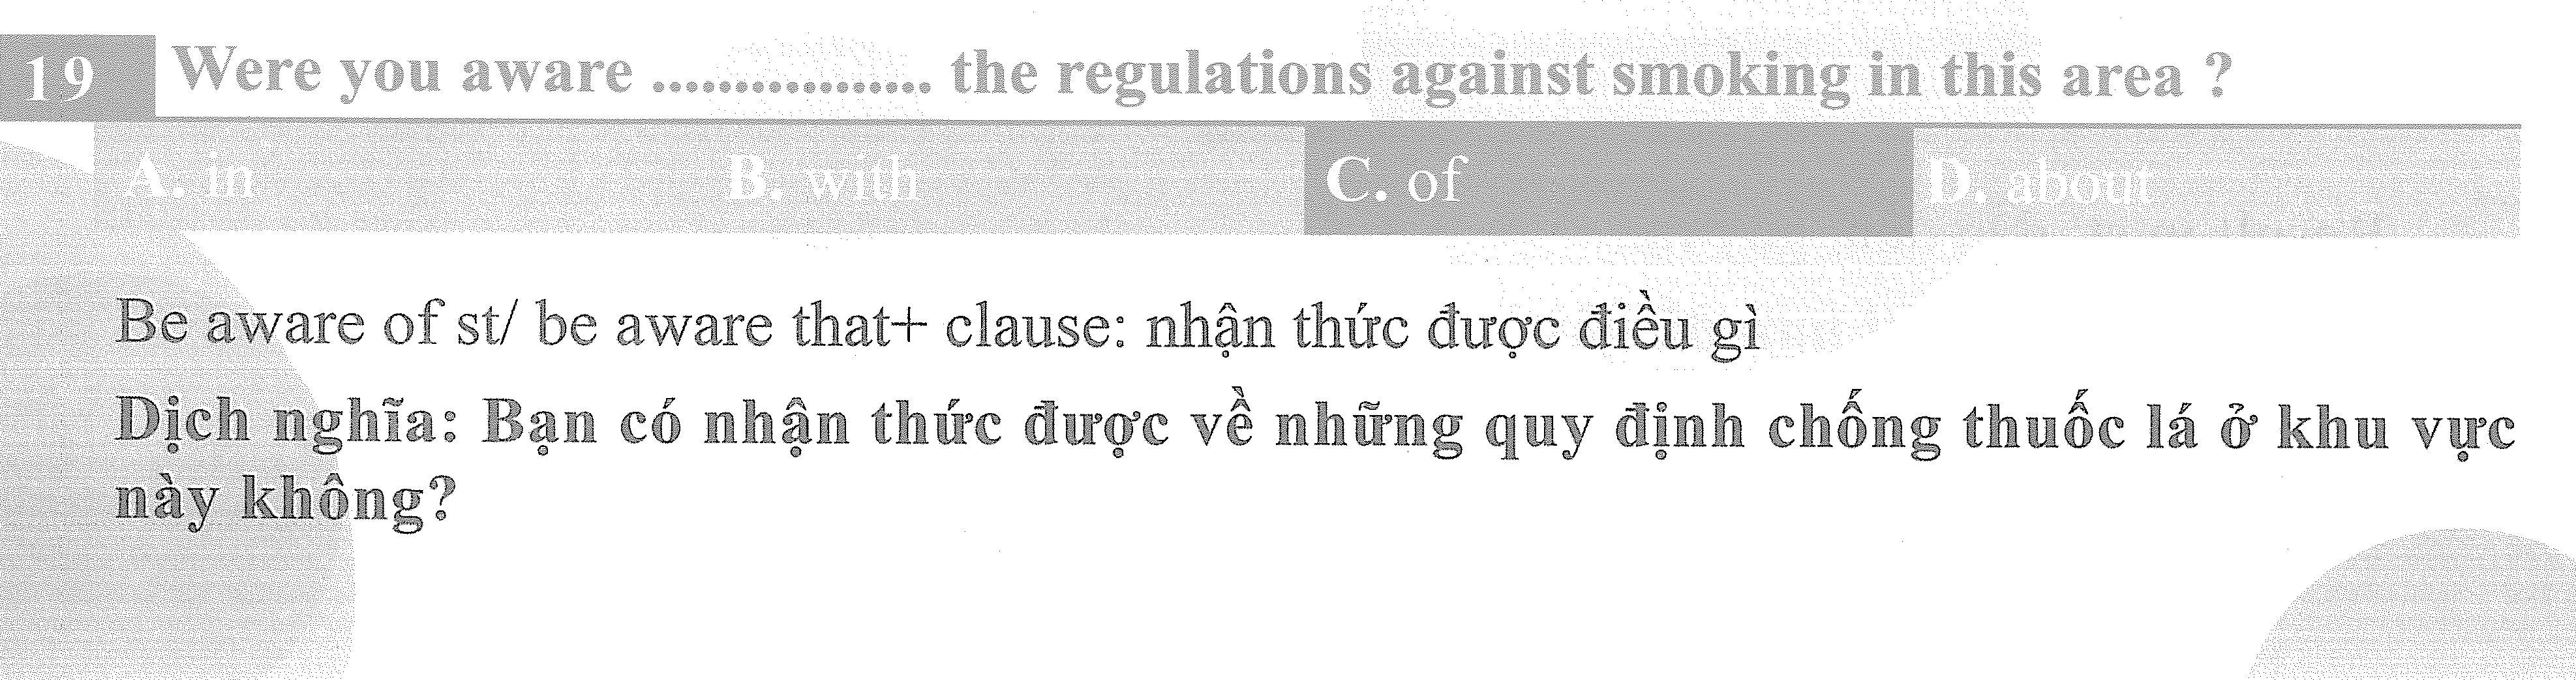 19 Were you aware ................ the regulations against smoking in this area ?
A. in B. with C. of D. about
Be aware of st/ be aware that+ clause: nhận thức được điều gì
Dịch nghĩa: Bạn có nhận thức được về những quy định chống thuốc lá ở khu vực
này không?